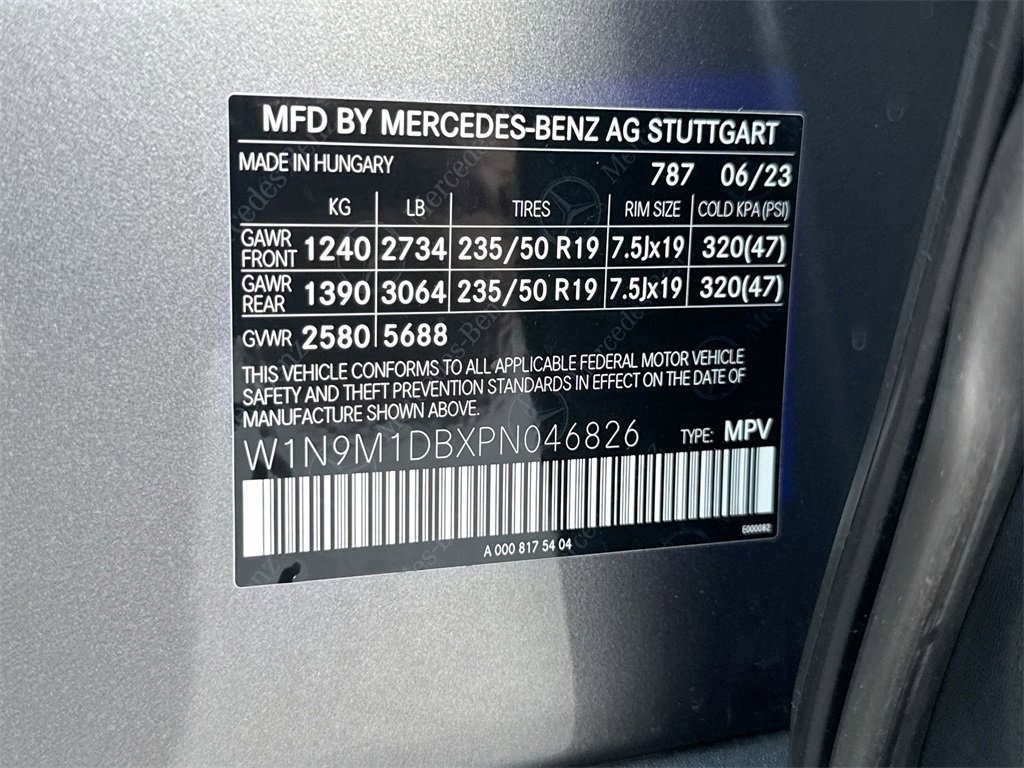 MFD BY MERCEDES-BENZ AG STUTTGART
MADE IN HUNGARY 787 06/23
KG LB TIRES RIM SIZE COLD KPA (PSI)
GAWR FRONT 1240 2734 235/50 R19 7.5Jx19 320(47)
GAWR REAR 1390 3064 235/50 R19 7.5Jx19 320(47)
GVWR 2580 5688
THIS VEHICLE CONFORMS TO ALL APPLICABLE FEDERAL MOTOR VEHICLE
SAFETY AND THEFT PREVENTION STANDARDS IN EFFECT ON THE DATE OF
MANUFACTURE SHOWN ABOVE.
W1N9M1DBXPN046826 TYPE: MPV
E000082
A 000 817 54 04